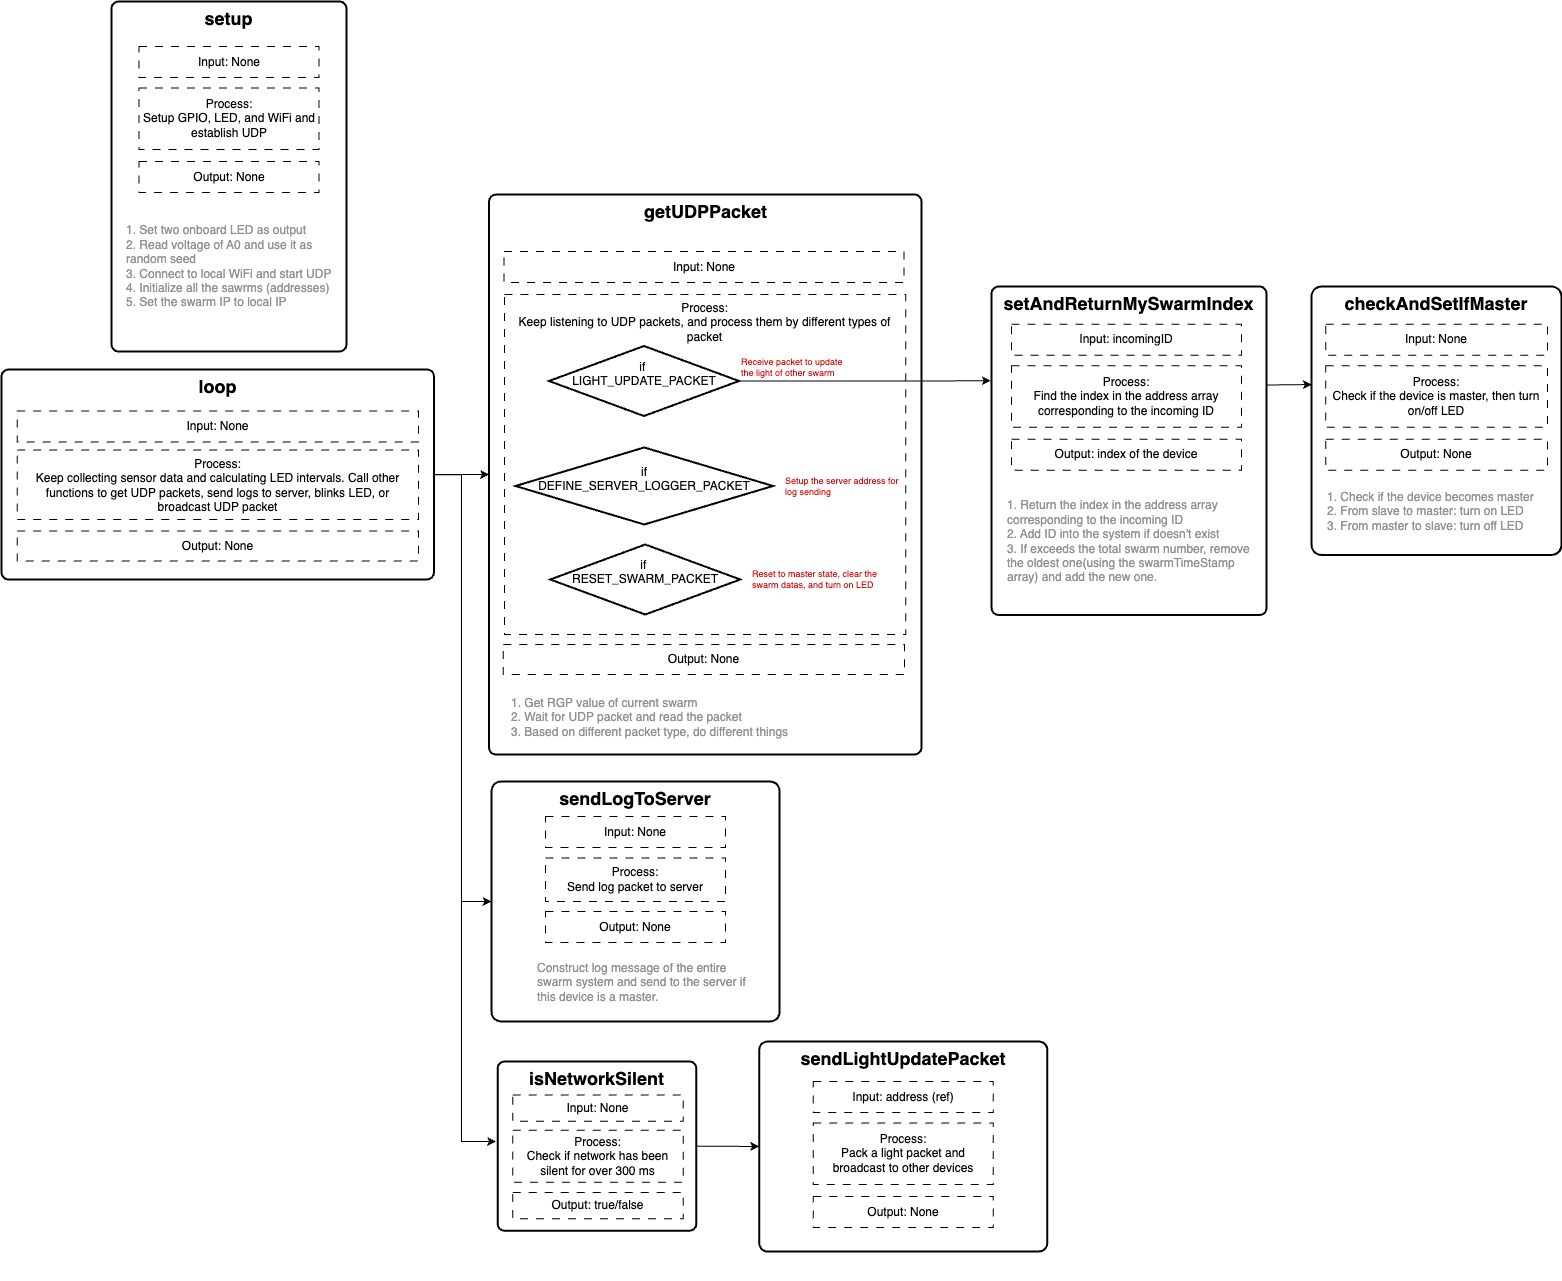 setup
Input: None
Process:
Setup GPIO, LED, and WiFi and
establish UDP
Output: None
1. Set two onboard LED as output
2. Read voltage of A0 and use it as
random seed
3. Connect to local WiFi and start UDP
4. Initialize all the sawrms (addresses)
5. Set the swarm IP to local IP
loop
Input: None
Process:
Keep collecting sensor data and calculating LED intervals. Call other
functions to get UDP packets, send logs to server, blinks LED, or
broadcast UDP packet
Output: None
getUDPPacket
Input: None
Process:
Keep listening to UDP packets, and process them by different types of
packet
if
LIGHT_UPDATE_PACKET
Receive packet to update
the light of other swarm
if
DEFINE_SERVER_LOGGER_PACKET
Setup the server address for
log sending
if
RESET_SWARM_PACKET
Reset to master state, clear the
swarm datas, and turn on LED
Output: None
1. Get RGP value of current swarm
2. Wait for UDP packet and read the packet
3. Based on different packet type, do different things
setAndReturnMySwarmIndex
Input: incomingID
Process:
Find the index in the address array
corresponding to the incoming ID
Output: index of the device
1. Return the index in the address array
corresponding to the incoming ID
2. Add ID into the system if doesn't exist
3. If exceeds the total swarm number, remove
the oldest one(using the swarmTimeStamp
array) and add the new one.
checkAndSetIfMaster
Input: None
Process:
Check if the device is master, then turn
on/off LED
Output: None
1. Check if the device becomes master
2. From slave to master: turn on LED
3. From master to slave: turn off LED
sendLogToServer
Input: None
Process:
Send log packet to server
Output: None
Construct log message of the entire
swarm system and send to the server if
this device is a master.
isNetworkSilent
Input: None
Process:
Check if network has been
silent for over 300 ms
Output: true/false
sendLightUpdatePacket
Input: address (ref)
Process:
Pack a light packet and
broadcast to other devices
Output: None